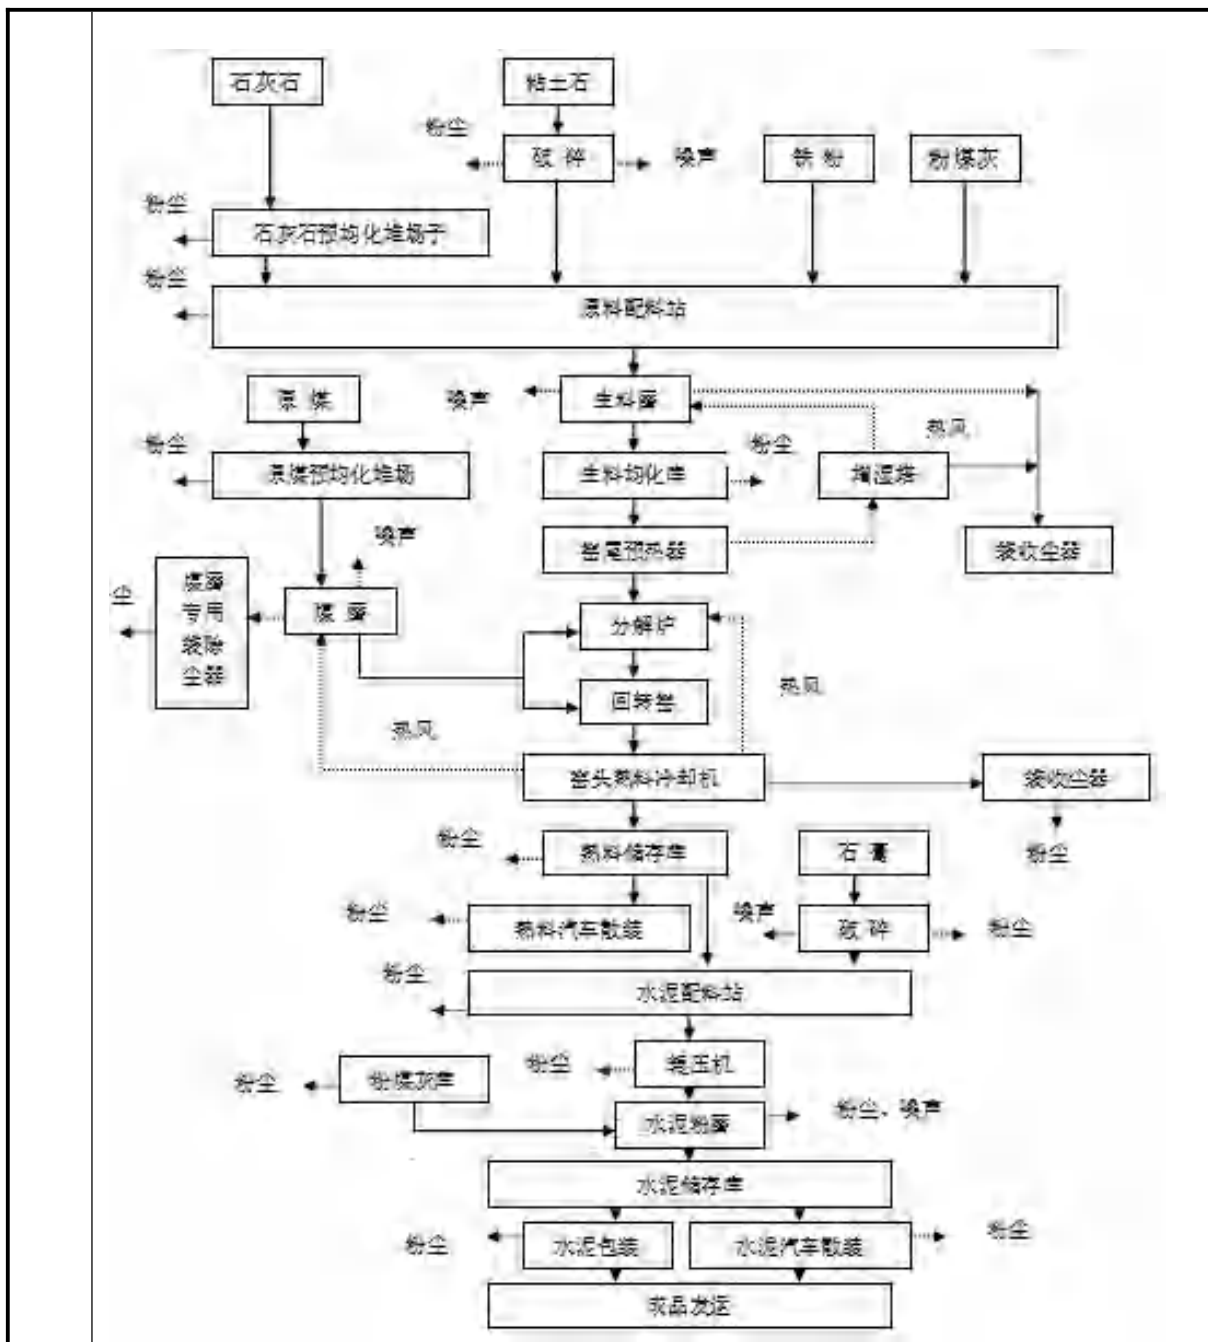 石灰石
粘土石
粉尘
破 碎
噪声
铁 粉
粉煤灰
粉尘
石灰石预均化堆场子
粉尘
原料配料站
原 煤
噪声
生料磨
热风
粉尘
原煤预均化堆场
生料均化库
粉尘
增湿塔
噪声
窑尾预热器
袋收尘器
尘
煤磨
专用
袋除
尘器
煤 磨
分解炉
回转窑
热风
热风
窑头熟料冷却机
袋收尘器
粉尘
熟料储存库
石 膏
粉尘
粉尘
熟料汽车散装
噪声
破 碎
粉尘
粉尘
水泥配料站
粉尘
粉煤灰库
粉尘
辊压机
水泥粉磨
粉尘、噪声
水泥储存库
粉尘
水泥包装
水泥汽车散装
粉尘
成品发运